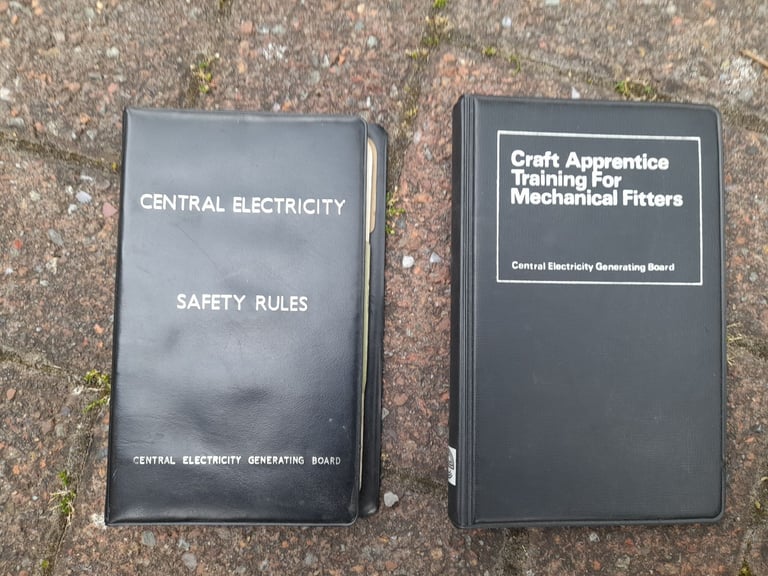 CENTRAL ELECTRICITY
SAFETY RULES
CENTRAL ELECTRICITY GENERATING BOARD
Craft Apprentice
Training For
Mechanical Fitters
Central Electricity Generating Board